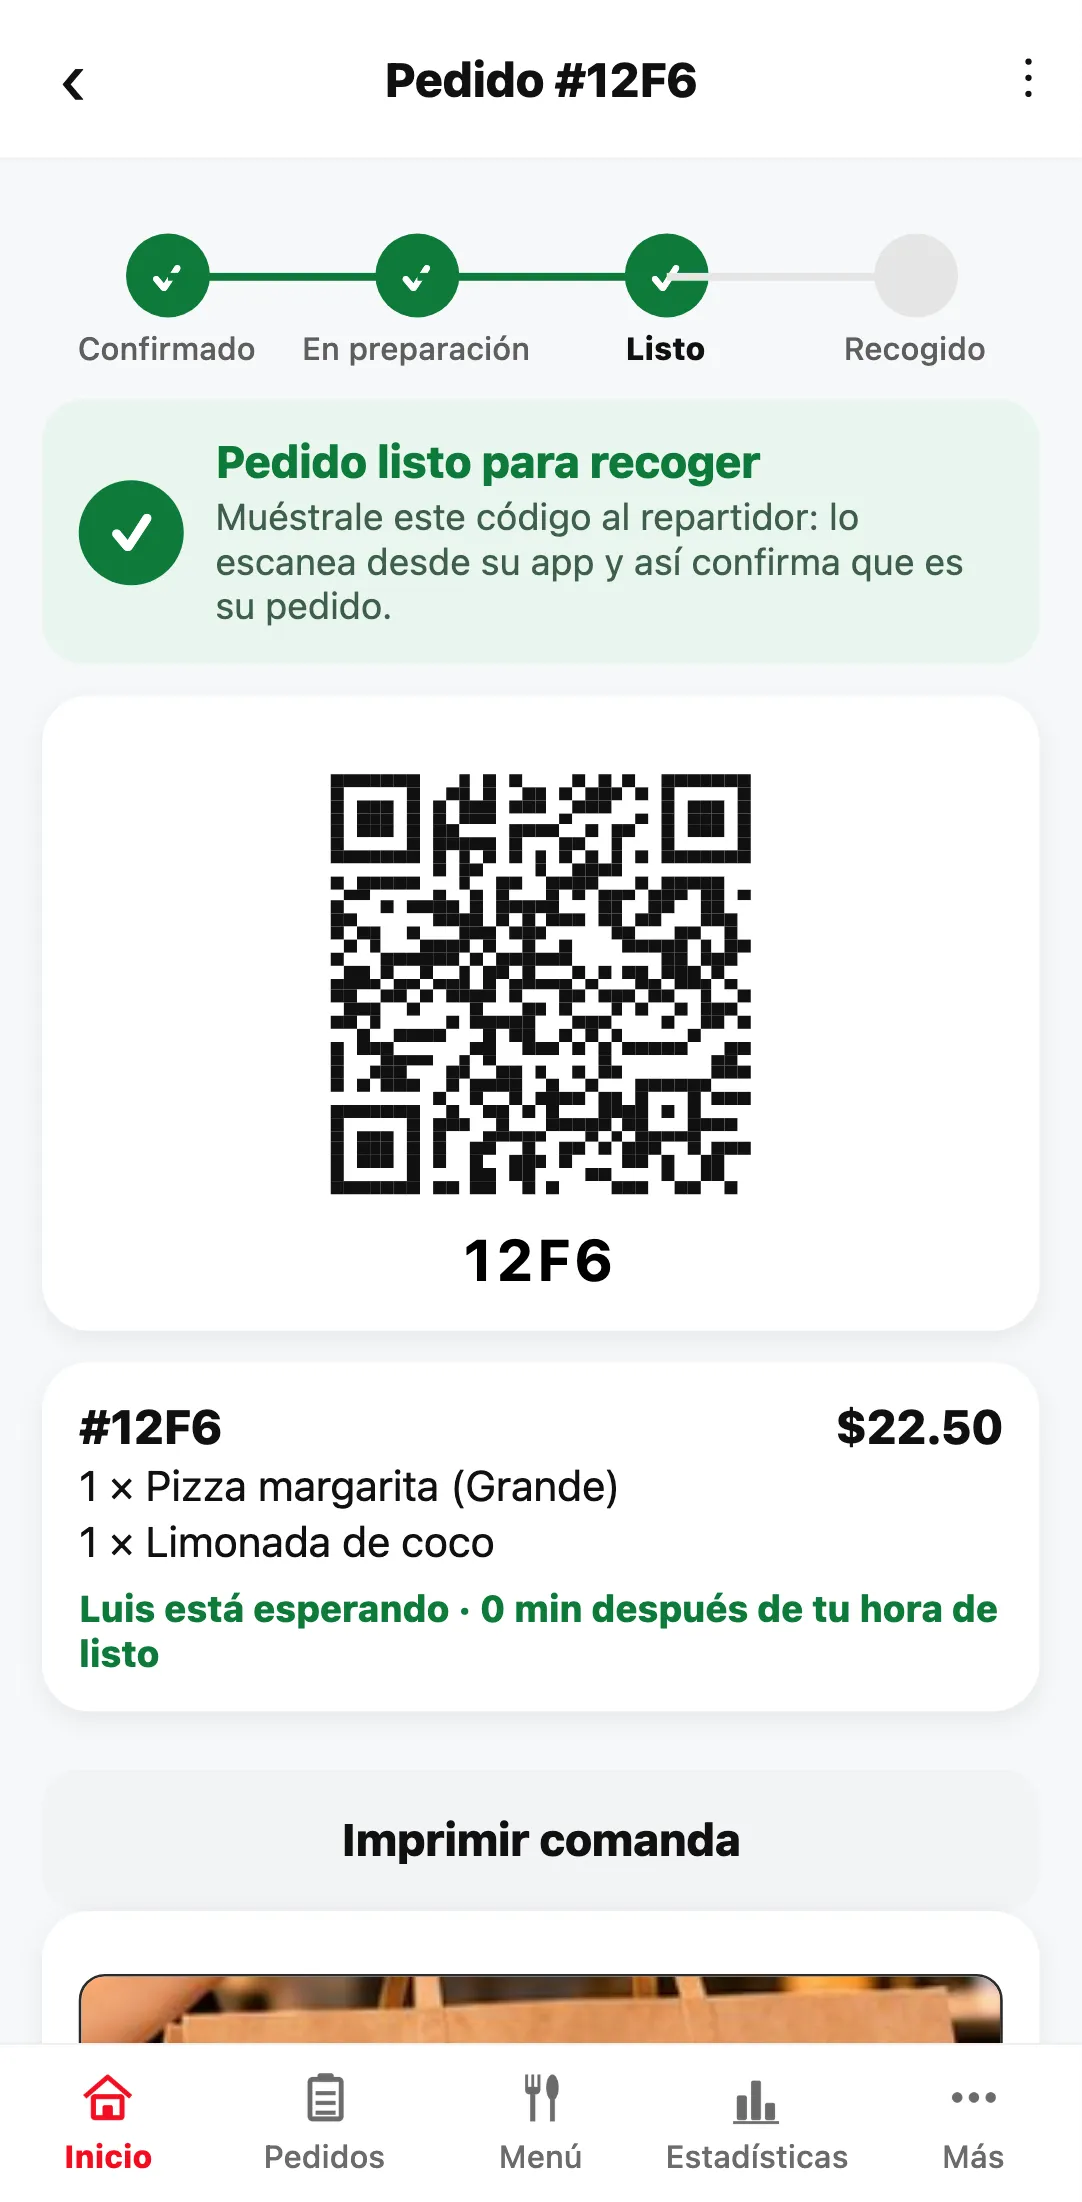 Pedido #12F6
Confirmado
En preparación
Listo
Recogido
Pedido listo para recoger
Muéstrale este código al repartidor: lo
escanea desde su app y así confirma que es
su pedido.
12F6
#12F6
$22.50
1 × Pizza margarita (Grande)
1 × Limonada de coco
Luis está esperando · 0 min después de tu hora de
listo
Imprimir comanda
Inicio
Pedidos
Menú
Estadísticas
Más